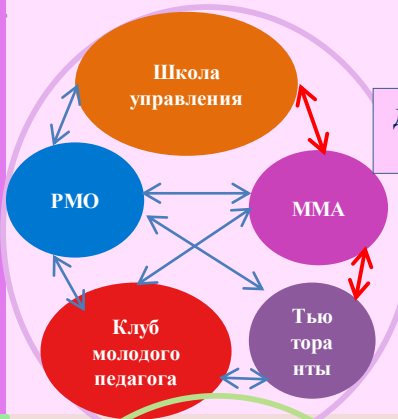 Школа
управления
Д
РМО
ММА
Клуб
молодого
педагога
Тью
тора
нты